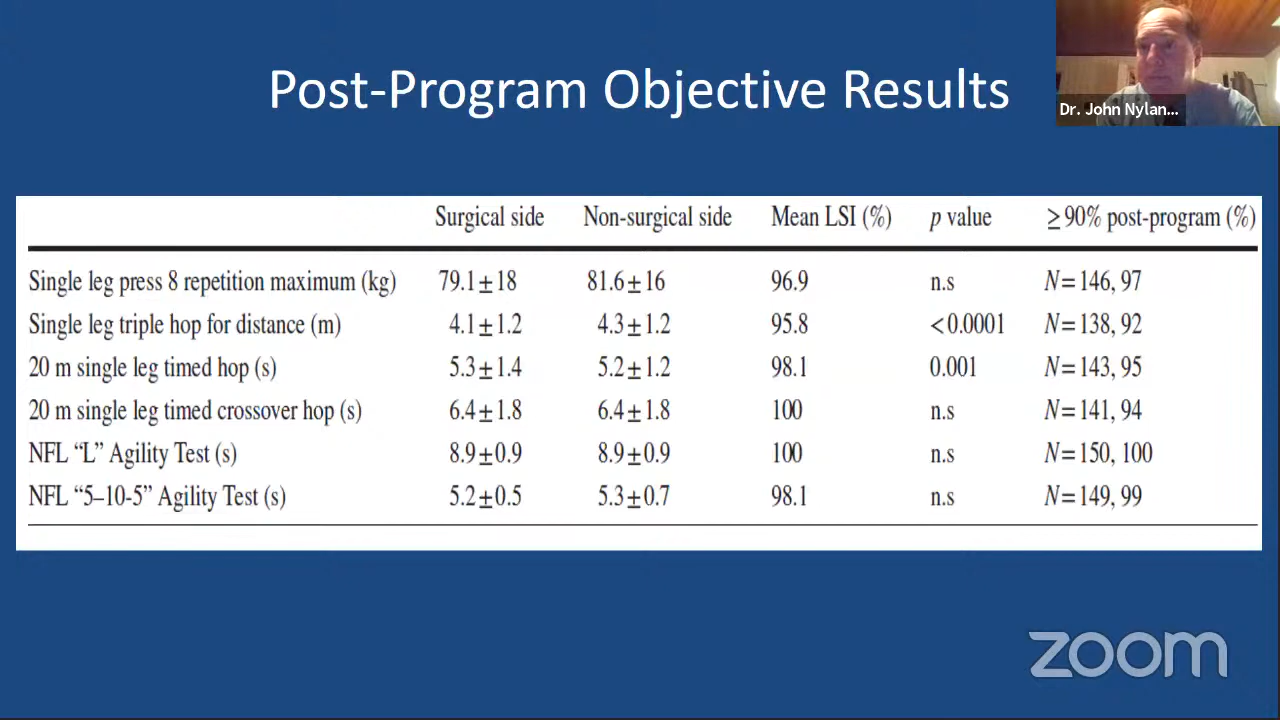 Post-Program Objective Results
Dr. John Nylan...
Surgical side Non-surgical side Mean LSI (%) p value ≥90% post-program (%)
Single leg press 8 repetition maximum (kg) 79.1±18 81.6±16 96.9 n.s N=146, 97
Single leg triple hop for distance (m) 4.1±1.2 4.3±1.2 95.8 <0.0001 N=138, 92
20 m single leg timed hop (s) 5.3±1.4 5.2±1.2 98.1 0.001 N=143, 95
20 m single leg timed crossover hop (s) 6.4±1.8 6.4±1.8 100 n.s N=141, 94
NFL “L” Agility Test (s) 8.9±0.9 8.9±0.9 100 n.s N=150, 100
NFL “5–10-5” Agility Test (s) 5.2±0.5 5.3±0.7 98.1 n.s N=149, 99
zoom